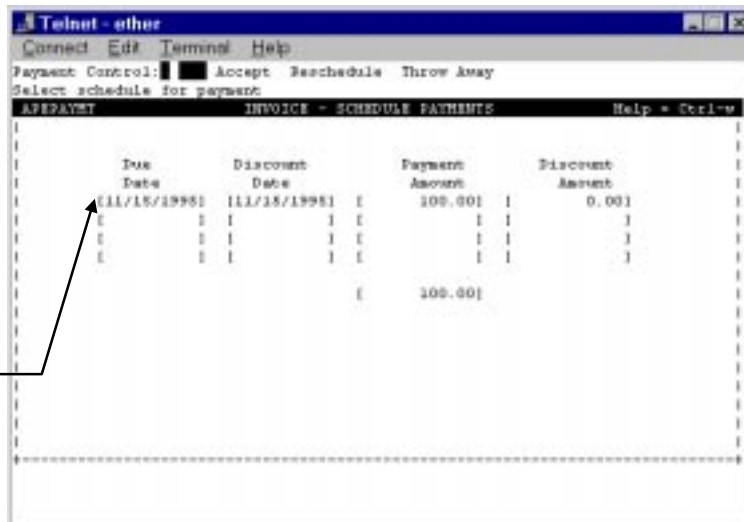 Telnet - ether
Connect Edit Terminal Help
Payment Control: Accept Reschedule Throw Away
Select schedule for payment
APEPAYMT INVOICE - SCHEDULE PAYMENTS Help = Ctrl-w
Due Discount Payment Discount
Date Date Amount Amount
[11/18/1998] [11/18/1998] [ 100.00] [ 0.00]
[ ] [ ] [ ] [ ]
[ ] [ ] [ ] [ ]
[ ] [ ] [ ] [ ]
[ 100.00]